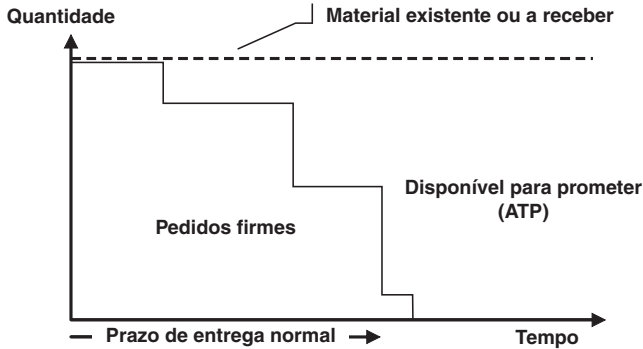 Quantidade
Material existente ou a receber
Disponível para prometer
(ATP)
Pedidos firmes
Prazo de entrega normal
Tempo